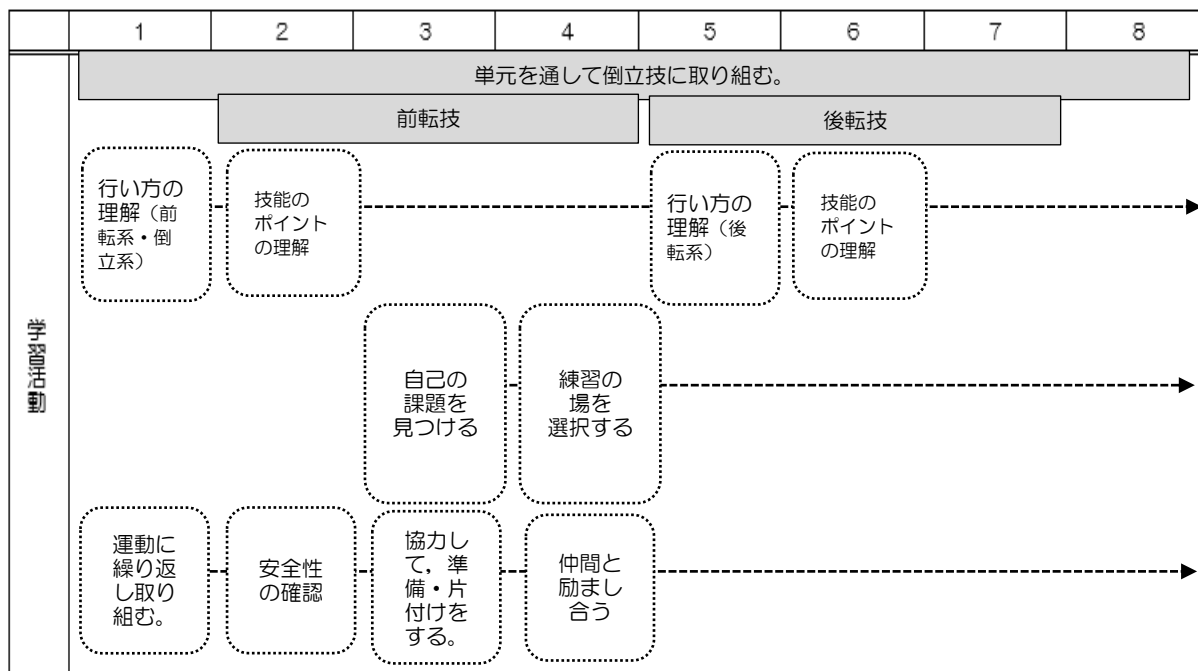 1 2 3 4 5 6 7 8
単元を通して倒立技に取り組む。
前転技
後転技
学習活動
行い方の
理解（前
転系・倒
立系）
技能の
ポイント
の理解
行い方の
理解（後
転系）
技能の
ポイント
の理解
自己の
課題を
見つける
練習の
場を
選択する
運動に
繰り返
し取り
組む。
安全性
の確認
協力し
て，準
備・片
付けを
する。
仲間と
励まし
合う